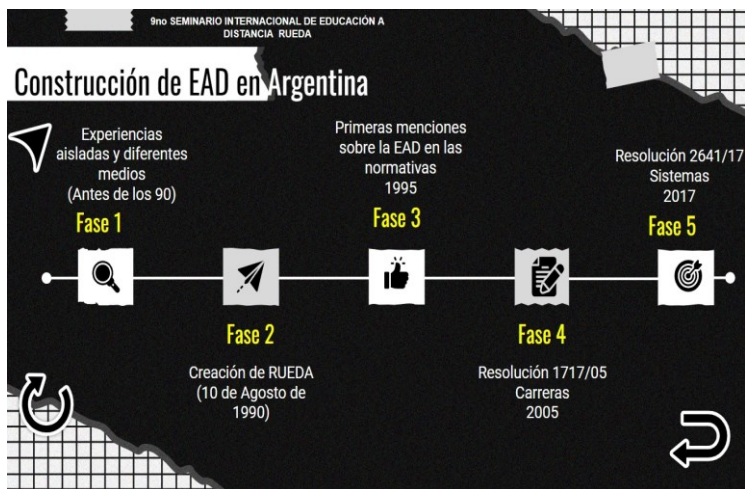 9no SEMINARIO INTERNACIONAL DE EDUCACIÓN A
DISTANCIA RUEDA
Construcción de EAD en Argentina
Experiencias
aisladas y diferentes
medios
(Antes de los 90)
Fase 1
Fase 2
Creación de RUEDA
(10 de Agosto de
1990)
Primeras menciones
sobre la EAD en las
normativas
1995
Fase 3
Fase 4
Resolución 1717/05
Carreras
2005
Resolución 2641/17
Sistemas
2017
Fase 5